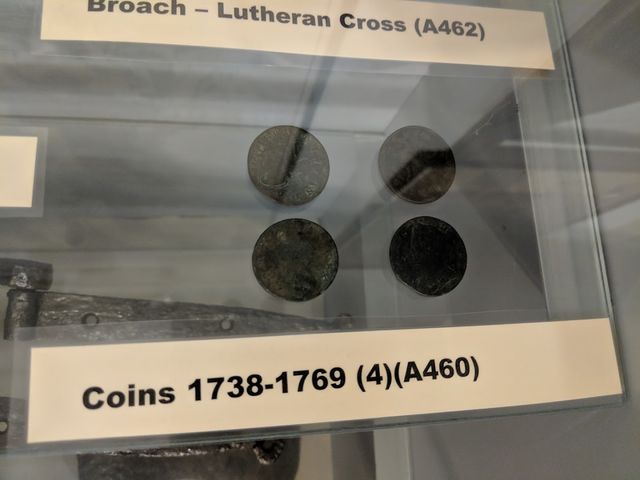 Broach – Lutheran Cross (A462)
Coins 1738-1769 (4)(A460)